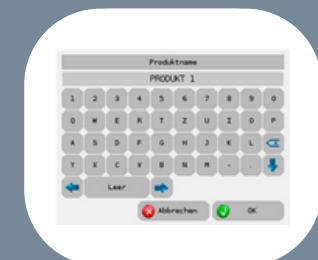 Produktname
PRODUKT 1
1 2 3 4 5 6 7 8 9 0
Q W E R T Z U I O P
A S D F G H J K L
Y X C V B N M - .
Leer
Abbrechen OK